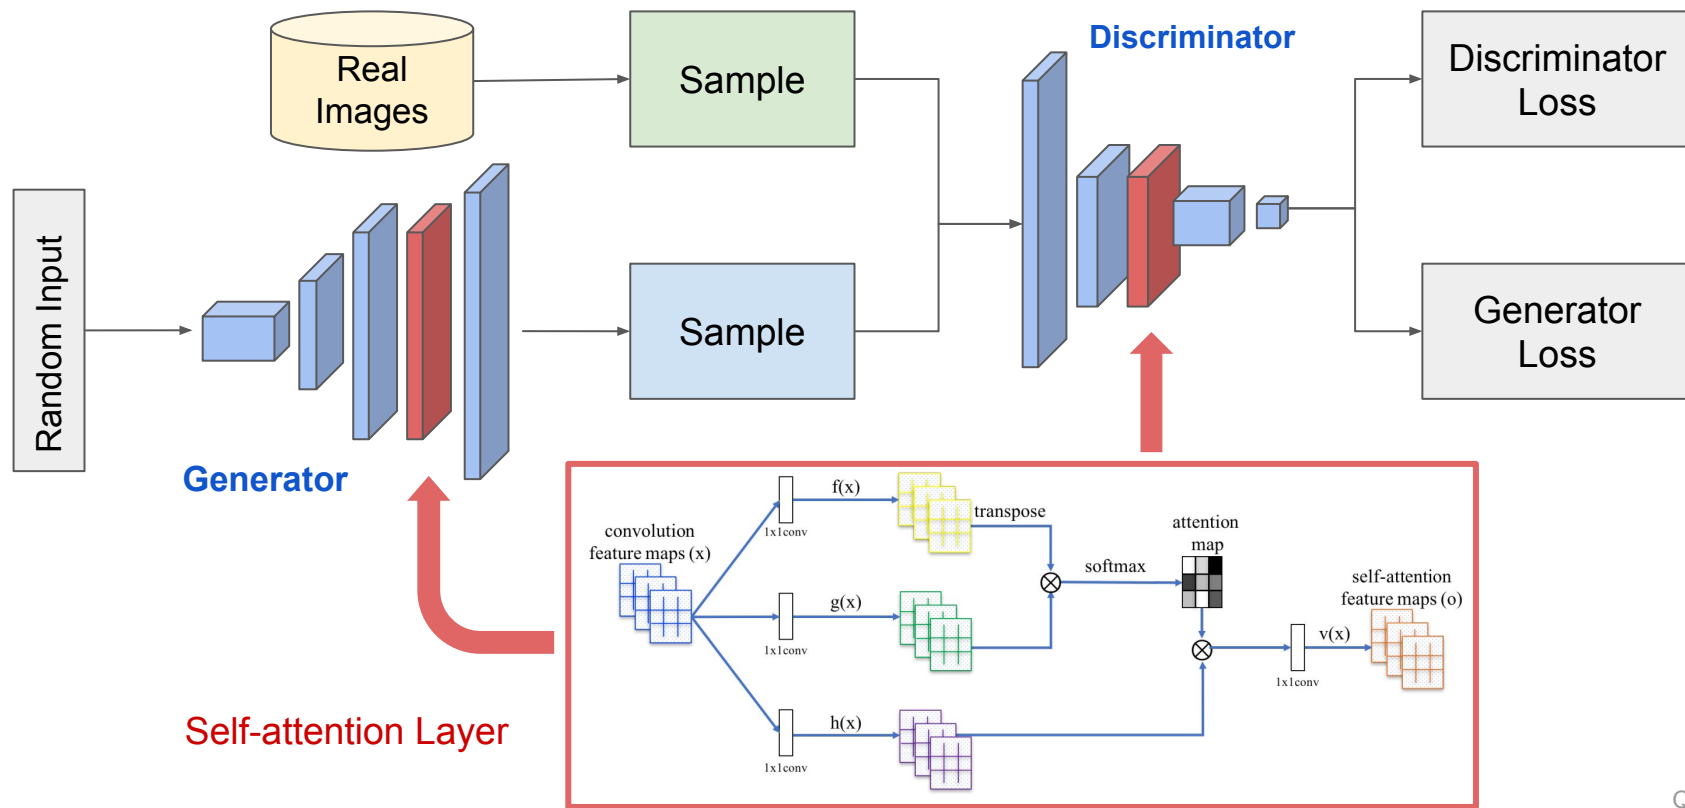 Real
Images
Sample
Discriminator
Discriminator
Loss
Random Input
Sample
Generator
Loss
Generator
Self-attention Layer
convolution
feature maps (x)
1x1conv
f(x)
transpose
1x1conv
g(x)
1x1conv
h(x)
softmax
attention
map
1x1conv
v(x)
self-attention
feature maps (o)